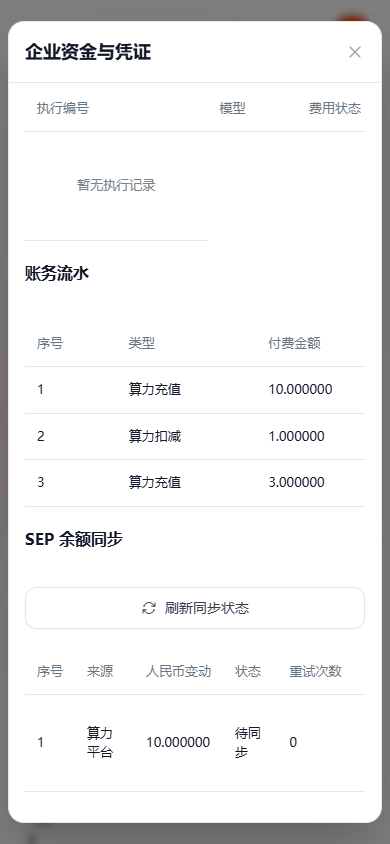 企业资金与凭证
执行编号 模型 费用状态
暂无执行记录
账务流水
序号 类型 付费金额
1 算力充值 10.000000
2 算力扣减 1.000000
3 算力充值 3.000000
SEP 余额同步
刷新同步状态
序号 来源 人民币变动 状态 重试次数
1 算力平台 10.000000 待同步 0